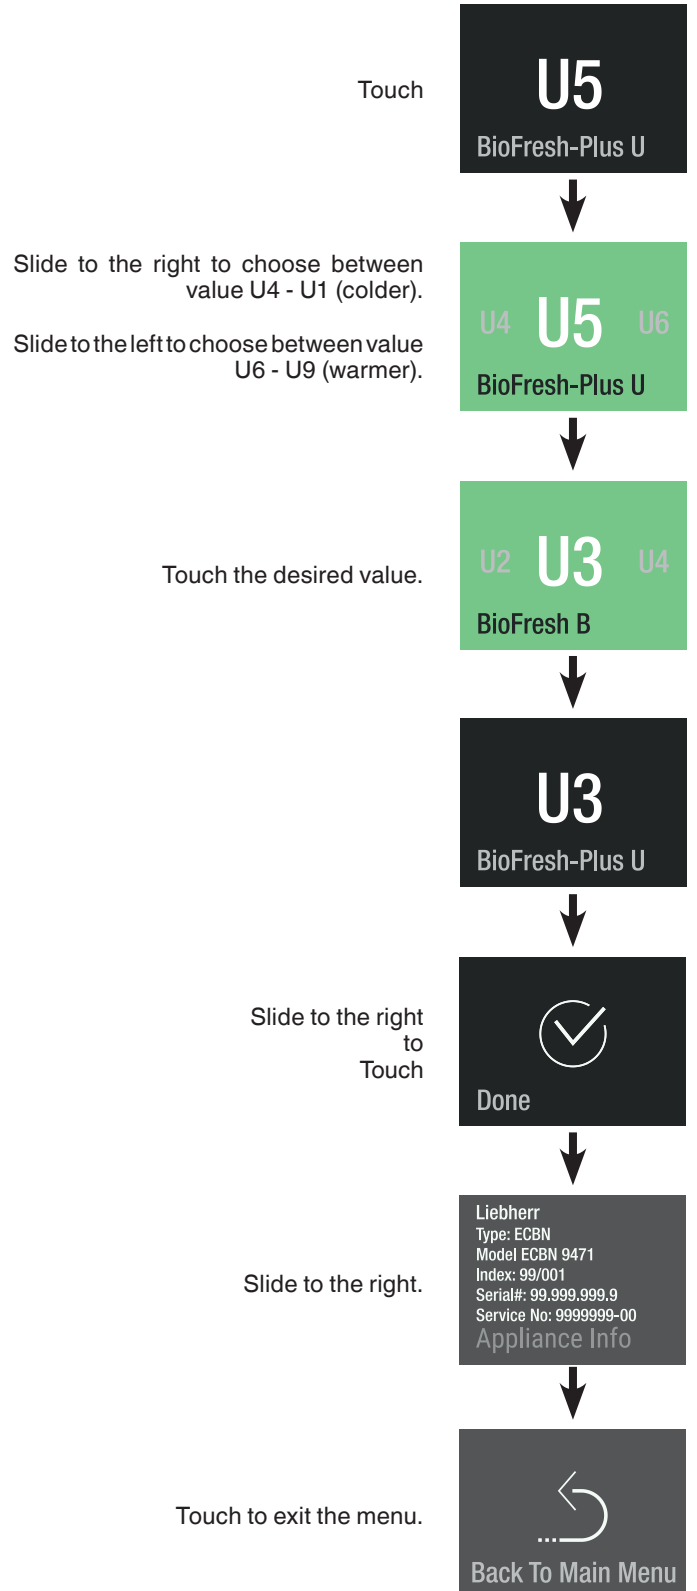 Touch
U5
BioFresh-Plus U
Slide to the right to choose between
value U4 - U1 (colder).
Slide to the left to choose between value
U6 - U9 (warmer).
U4 U5 U6
BioFresh-Plus U
Touch the desired value.
U2 U3 U4
BioFresh B
U3
BioFresh-Plus U
Slide to the right
to
Touch
Done
Slide to the right.
Liebherr
Type: ECBN
Model ECBN 9471
Index: 99/001
Serial#: 99.999.999.9
Service No: 9999999-00
Appliance Info
Touch to exit the menu.
Back To Main Menu